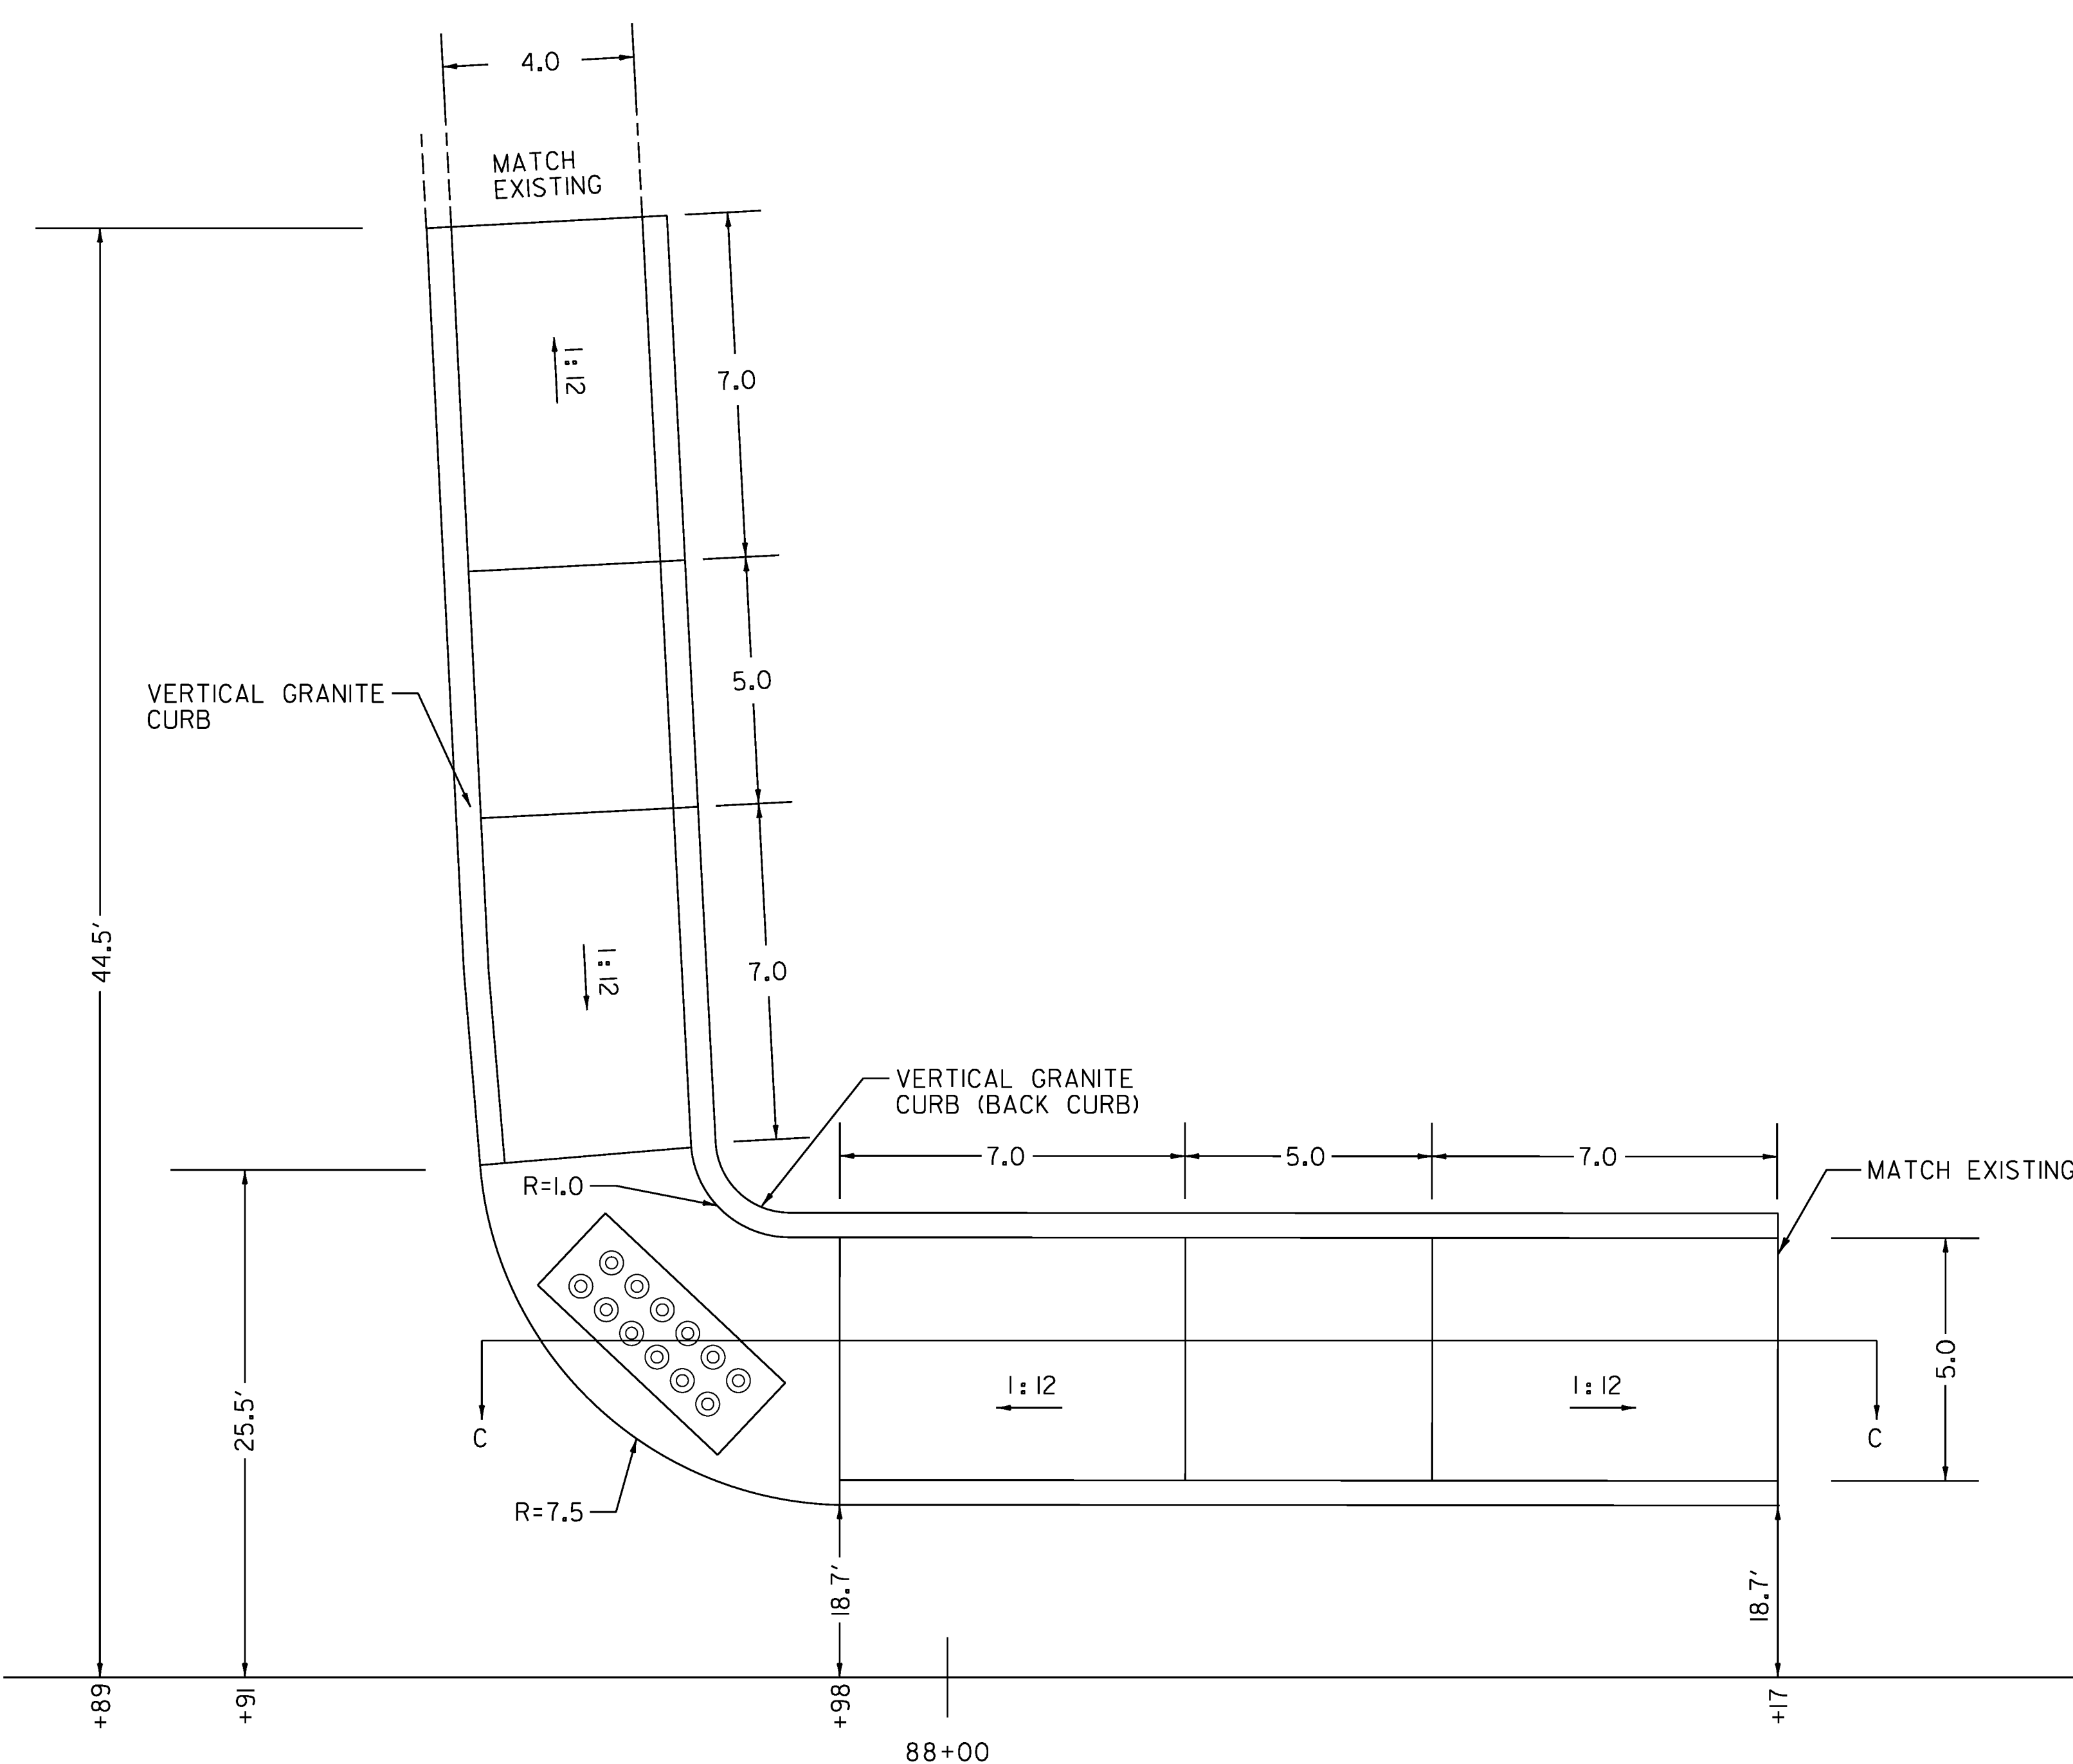 4.0
MATCH
EXISTING
1:12
7.0
5.0
VERTICAL GRANITE
CURB
44.5'
1:12
7.0
VERTICAL GRANITE
CURB (BACK CURB)
7.0
5.0
7.0
MATCH EXISTING
R=1.0
25.5'
1:12
1:12
5.0
C
C
R=7.5
18.7'
18.7'
+89
+91
+98
+17
88+00